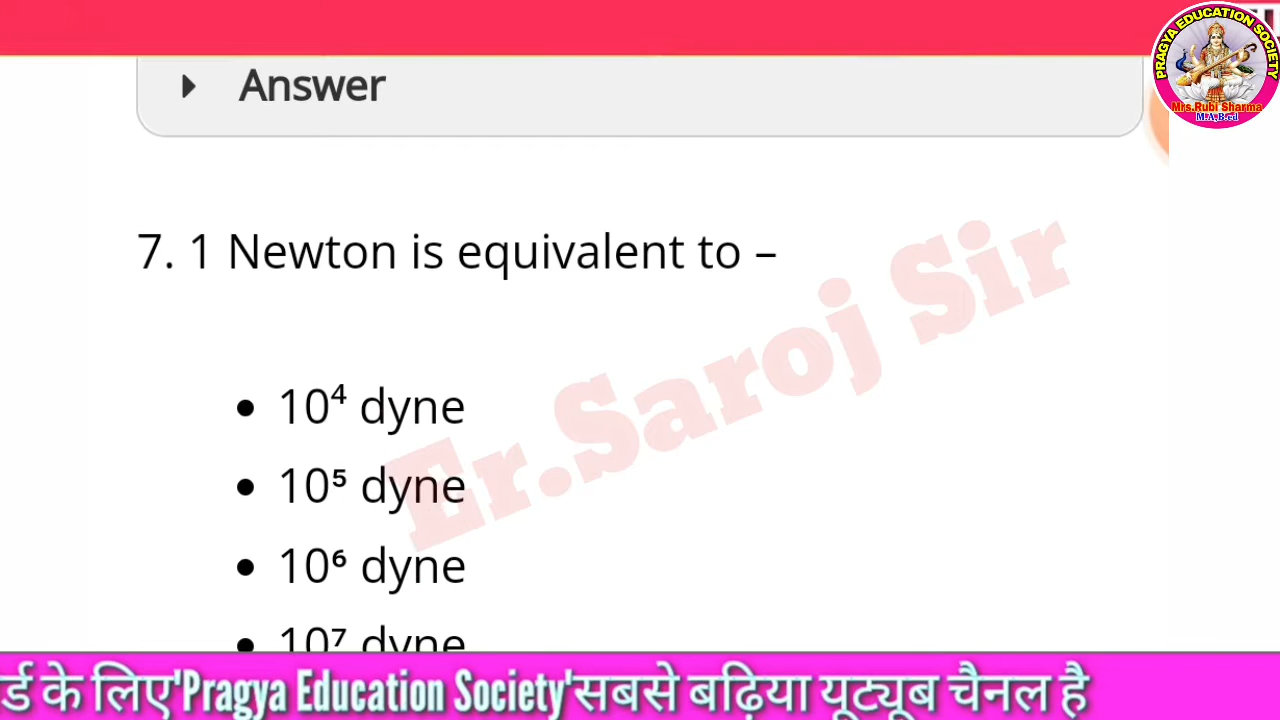 PRAGYA EDUCATION SOCIETY
Mrs.Rubi Sharma
M.A,B.ed
Answer
7. 1 Newton is equivalent to –
Er.Saroj Sir
• 10⁴ dyne
• 10⁵ dyne
• 10⁶ dyne
• 10⁷ dyne
र्ड के लिए'Pragya Education Society'सबसे बढ़िया यूट्यूब चैनल है